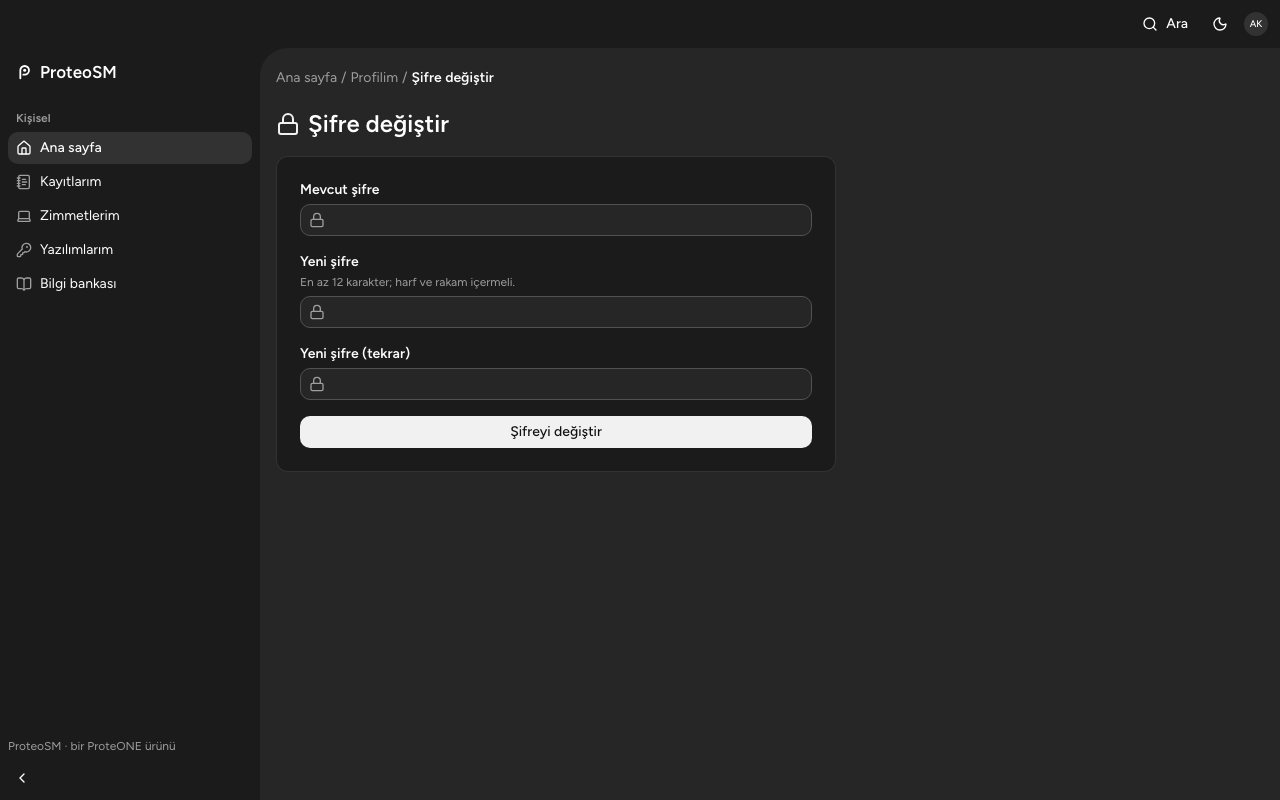 Ara
AK
ProteoSM
Kişisel
Ana sayfa
Kayıtlarım
Zimmetlerim
Yazılımlarım
Bilgi bankası
ProteoSM · bir ProteONE ürünü
Ana sayfa / Profilim / Şifre değiştir
Şifre değiştir
Mevcut şifre
Yeni şifre
En az 12 karakter; harf ve rakam içermeli.
Yeni şifre (tekrar)
Şifreyi değiştir